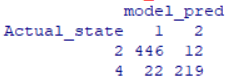 model_pred
Actual_state 1 2
2 446 12
4 22 219